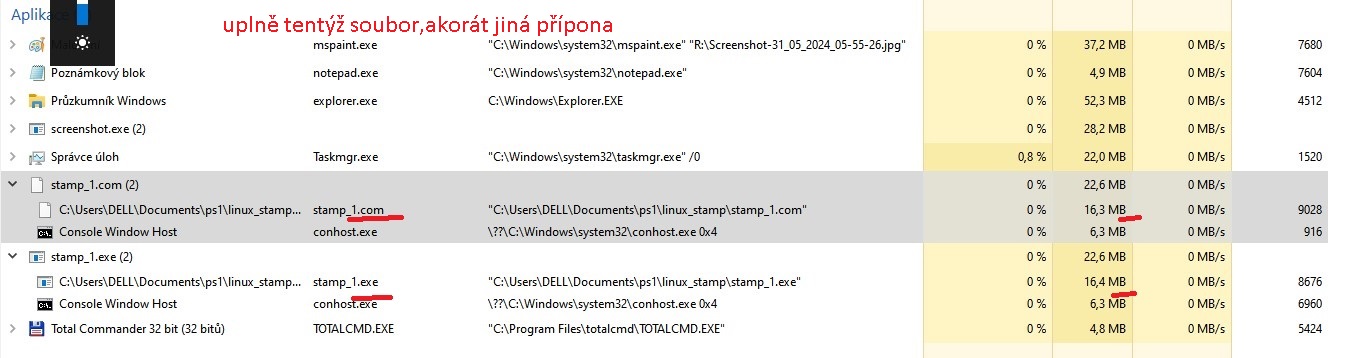 Aplikace
uplně tentýž soubor,akorát jiná přípona
mspaint.exe "C:\Windows\system32\mspaint.exe" "R:\Screenshot-31_05_2024_05-55-26.jpg" 0 % 37,2 MB 0 MB/s 7680
Poznámkový blok notepad.exe "C:\Windows\system32\notepad.exe" 0 % 4,9 MB 0 MB/s 7604
Průzkumník Windows explorer.exe C:\Windows\Explorer.EXE 0 % 52,3 MB 0 MB/s 4512
screenshot.exe (2) 0 % 28,2 MB 0 MB/s
Správce úloh Taskmgr.exe "C:\Windows\system32\taskmgr.exe" /0 0,8 % 22,0 MB 0 MB/s 1520
stamp_1.com (2) 0 % 22,6 MB 0 MB/s
C:\Users\DELL\Documents\ps1\linux_stamp... stamp_1.com "C:\Users\DELL\Documents\ps1\linux_stamp\stamp_1.com" 0 % 16,3 MB 0 MB/s 9028
Console Window Host conhost.exe \??\C:\Windows\system32\conhost.exe 0x4 0 % 6,3 MB 0 MB/s 916
stamp_1.exe (2) 0 % 22,6 MB 0 MB/s
C:\Users\DELL\Documents\ps1\linux_stamp... stamp_1.exe "C:\Users\DELL\Documents\ps1\linux_stamp\stamp_1.exe" 0 % 16,4 MB 0 MB/s 8676
Console Window Host conhost.exe \??\C:\Windows\system32\conhost.exe 0x4 0 % 6,3 MB 0 MB/s 6960
Total Commander 32 bit (32 bitů) TOTALCMD.EXE "C:\Program Files\totalcmd\TOTALCMD.EXE" 0 % 4,8 MB 0 MB/s 5424